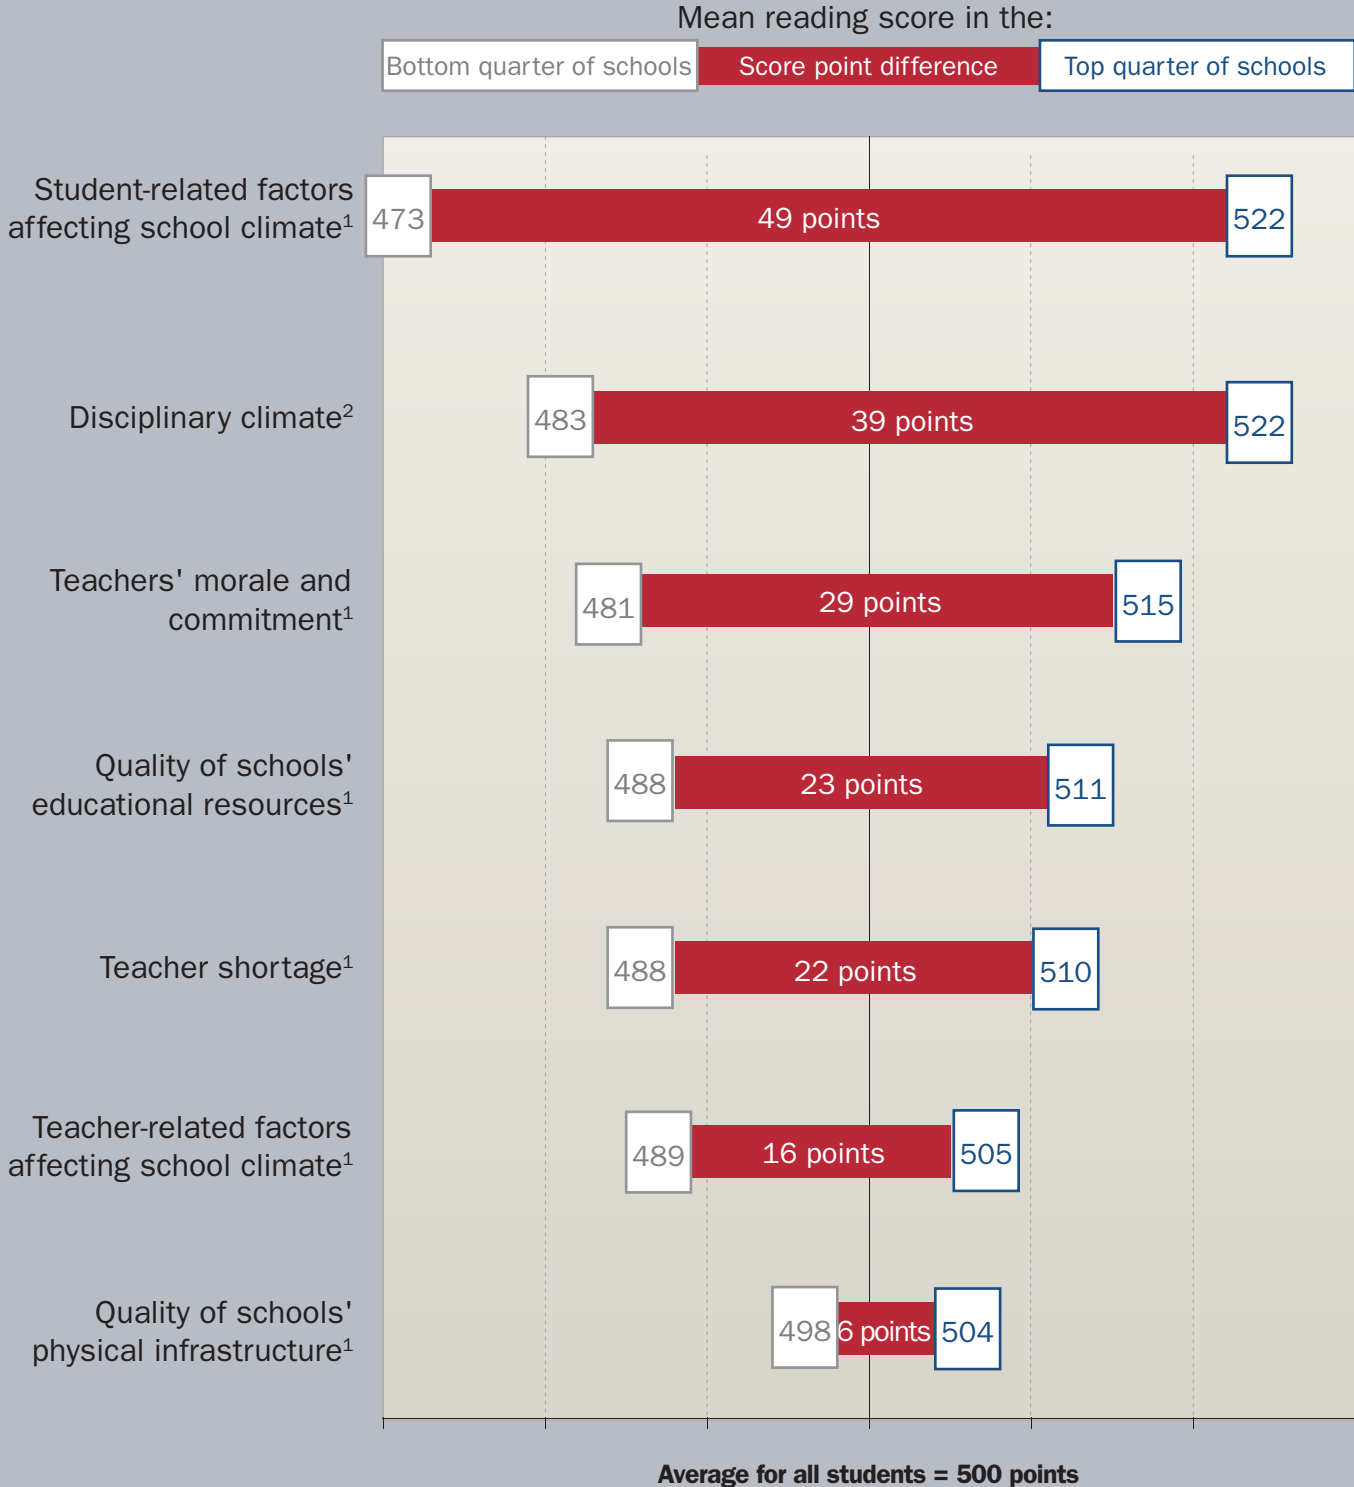 Mean reading score in the:
Bottom quarter of schools Score point difference Top quarter of schools
Student-related factors
affecting school climate¹
473 49 points 522
Disciplinary climate²
483 39 points 522
Teachers' morale and
commitment¹
481 29 points 515
Quality of schools'
educational resources¹
488 23 points 511
Teacher shortage¹
488 22 points 510
Teacher-related factors
affecting school climate¹
489 16 points 505
Quality of schools'
physical infrastructure¹
498 6 points 504
Average for all students = 500 points